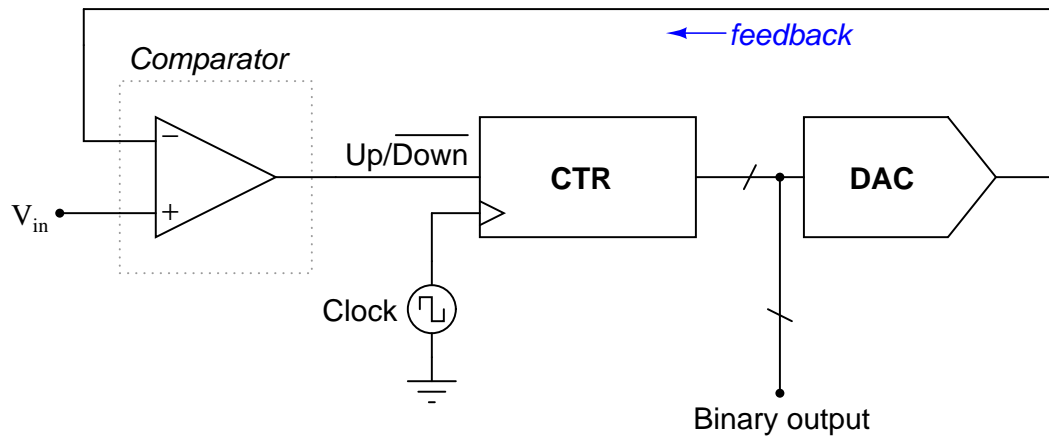 feedback
Comparator
−
Up/Down
CTR
DAC
Vin
+
Clock
Binary output